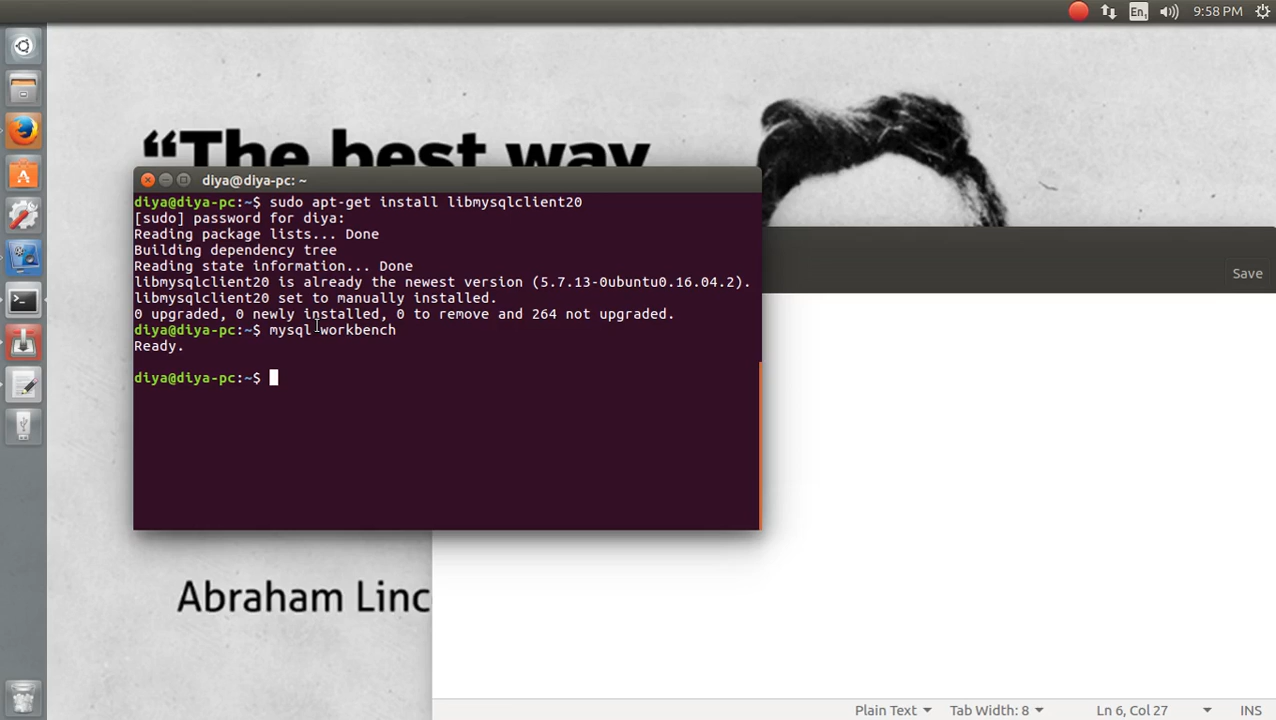 En1
9:58 PM
“The best way
diya@diya-pc: ~
diya@diya-pc:~$ sudo apt-get install libmysqlclient20
[sudo] password for diya:
Reading package lists... Done
Building dependency tree
Reading state information... Done
libmysqlclient20 is already the newest version (5.7.13-0ubuntu0.16.04.2).
libmysqlclient20 set to manually installed.
0 upgraded, 0 newly installed, 0 to remove and 264 not upgraded.
diya@diya-pc:~$ mysql-workbench
Ready.
diya@diya-pc:~$
Save
Abraham Linc
Plain Text
Tab Width: 8
Ln 6, Col 27
INS